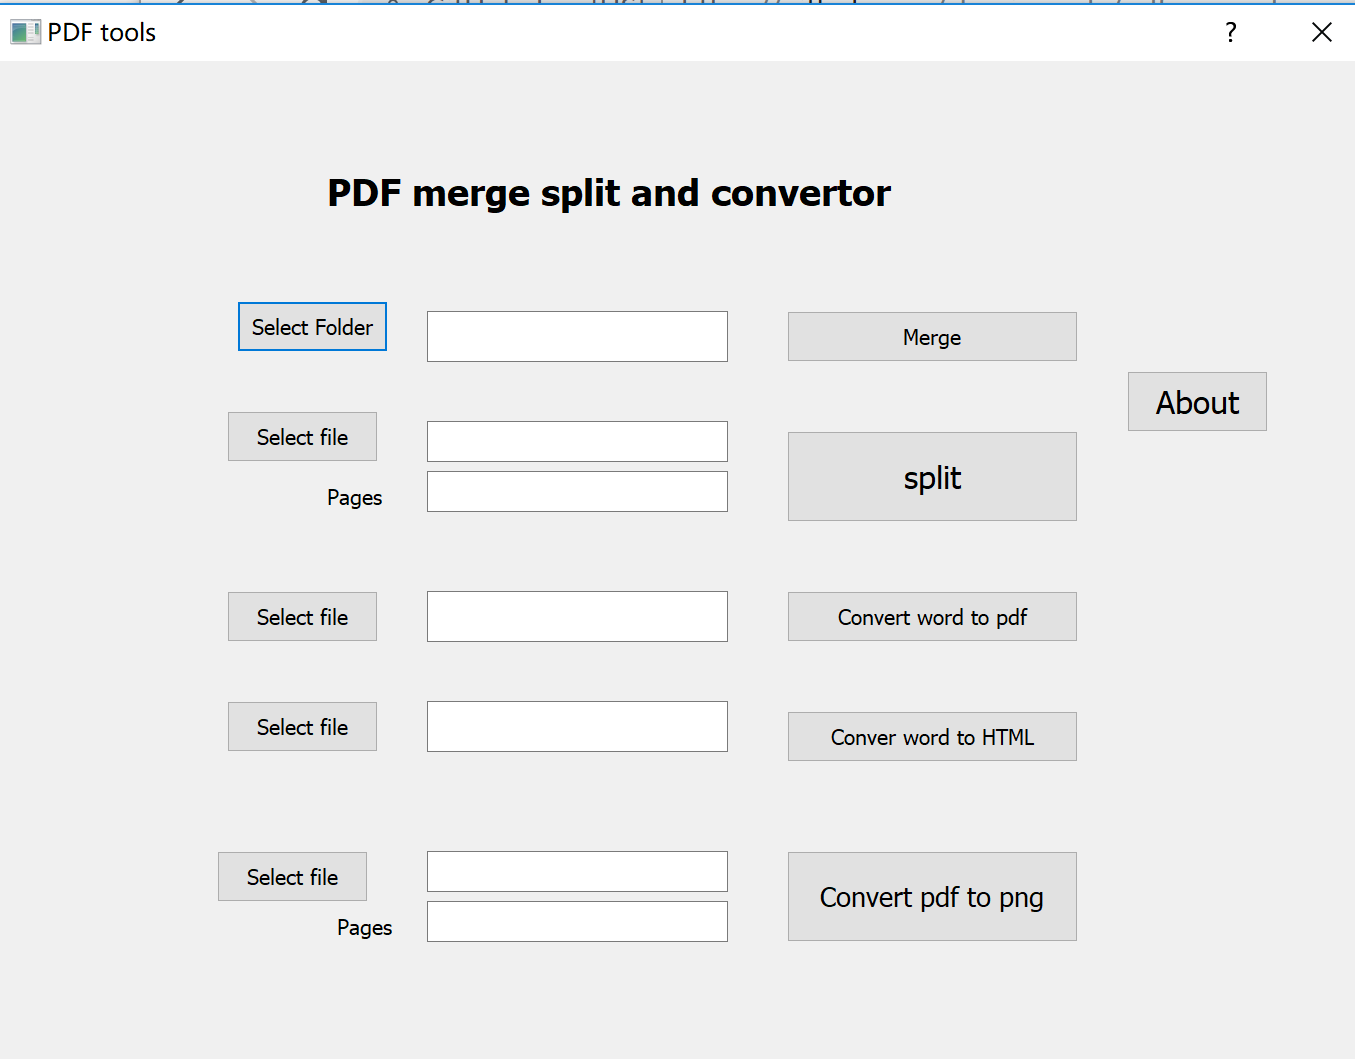 PDF tools
?
PDF merge split and convertor
Select Folder
Merge
About
Select file
split
Pages
Select file
Convert word to pdf
Select file
Conver word to HTML
Select file
Convert pdf to png
Pages